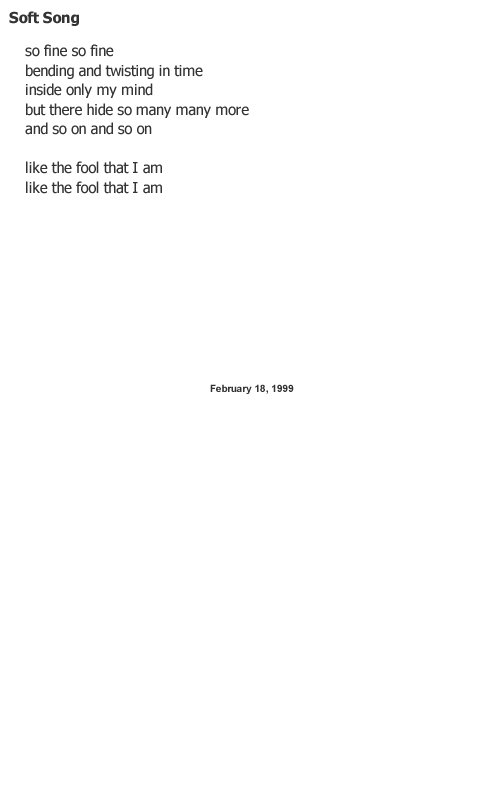 Soft Song
so fine so fine
bending and twisting in time
inside only my mind
but there hide so many many more
and so on and so on
like the fool that I am
like the fool that I am
February 18, 1999